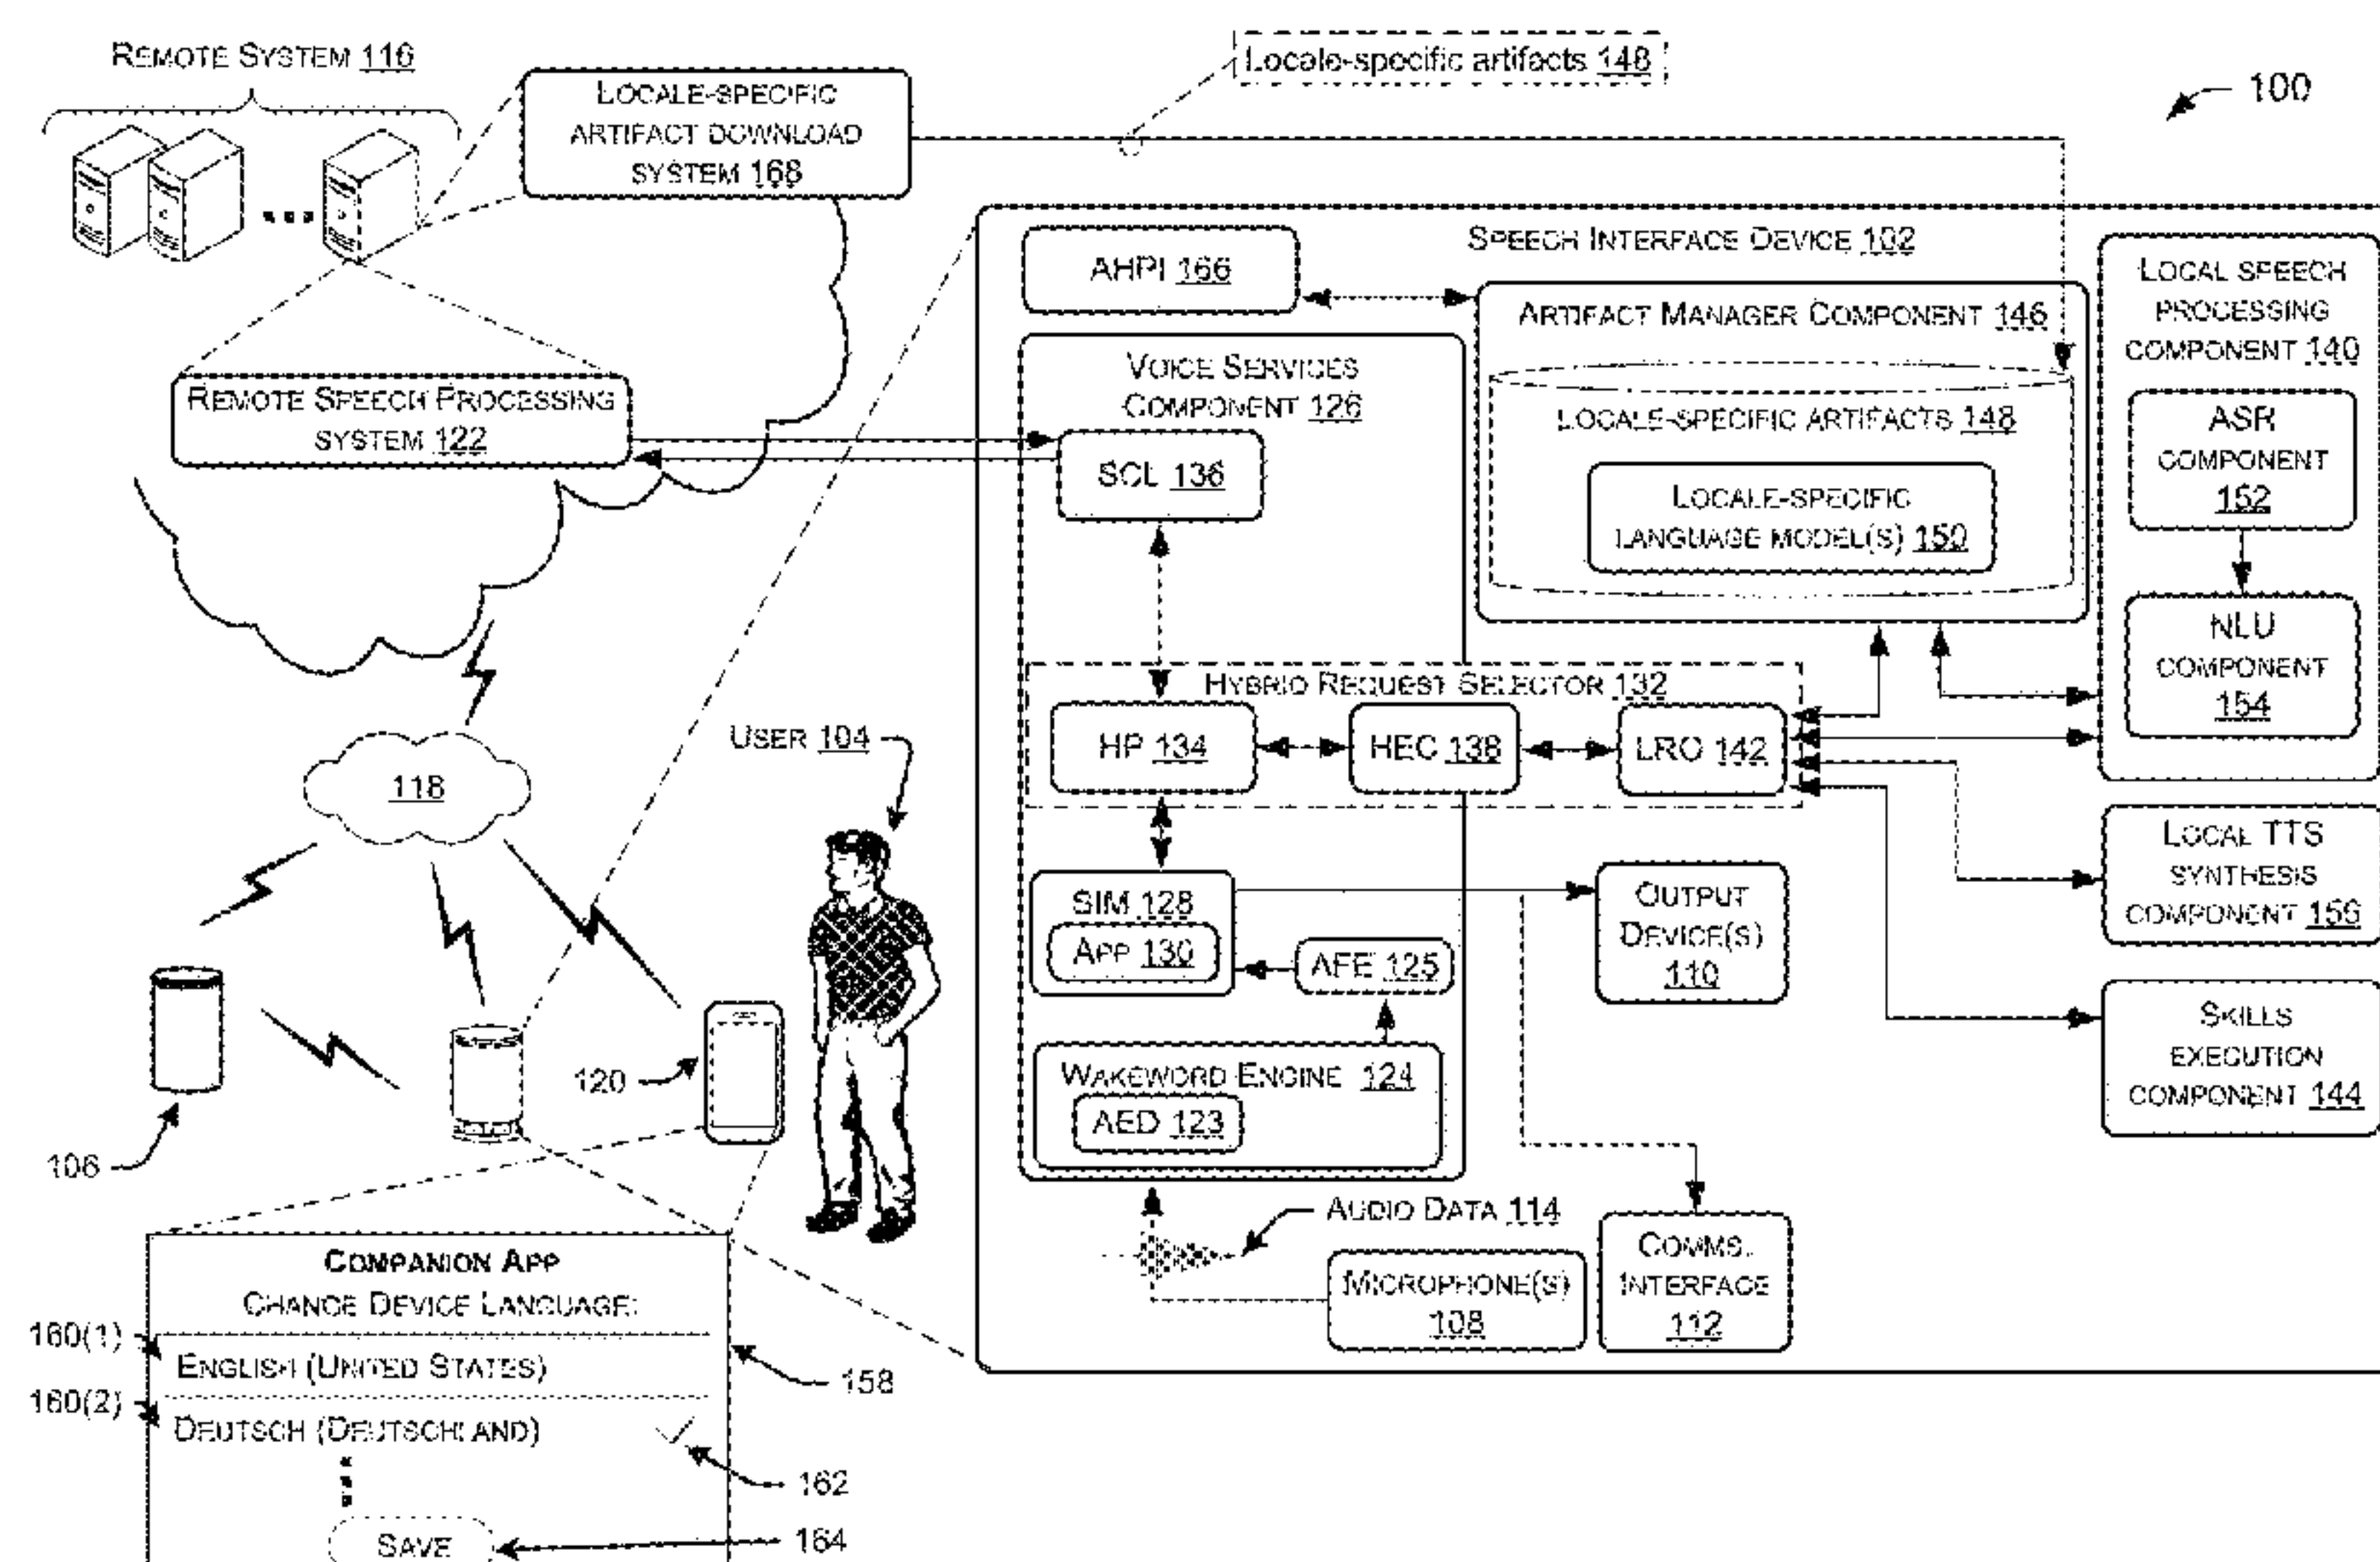 REMOTE SYSTEM 116
LOCALE-SPECIFIC
ARTIFACT DOWNLOAD
SYSTEM 168
Locale-specific artifacts 148
100
REMOTE SPEECH PROCESSING
SYSTEM 122
SPEECH INTERFACE DEVICE 102
AHPI 166
ARTIFACT MANAGER COMPONENT 146
LOCALE-SPECIFIC ARTIFACTS 148
LOCALE-SPECIFIC
LANGUAGE MODEL(S) 150
LOCAL SPEECH
PROCESSING
COMPONENT 140
ASR
COMPONENT
152
NLU
COMPONENT
154
VOICE SERVICES
COMPONENT 126
SCL 136
HYBRID REQUEST SELECTOR 132
HP 134
HEC 138
LRO 142
SIM 128
APP 130
AFE 125
WAKEWORD ENGINE 124
AED 123
OUTPUT
DEVICE(S)
110
LOCAL TTS
SYNTHESIS
COMPONENT 156
SKILLS
EXECUTION
COMPONENT 144
AUDIO DATA 114
MICROPHONE(S)
108
COMMS.
INTERFACE
112
118
USER 104
120
106
COMPANION APP
CHANGE DEVICE LANGUAGE:
160(1)
ENGLISH (UNITED STATES)
158
160(2)
DEUTSCH (DEUTSCHLAND)
162
SAVE
164